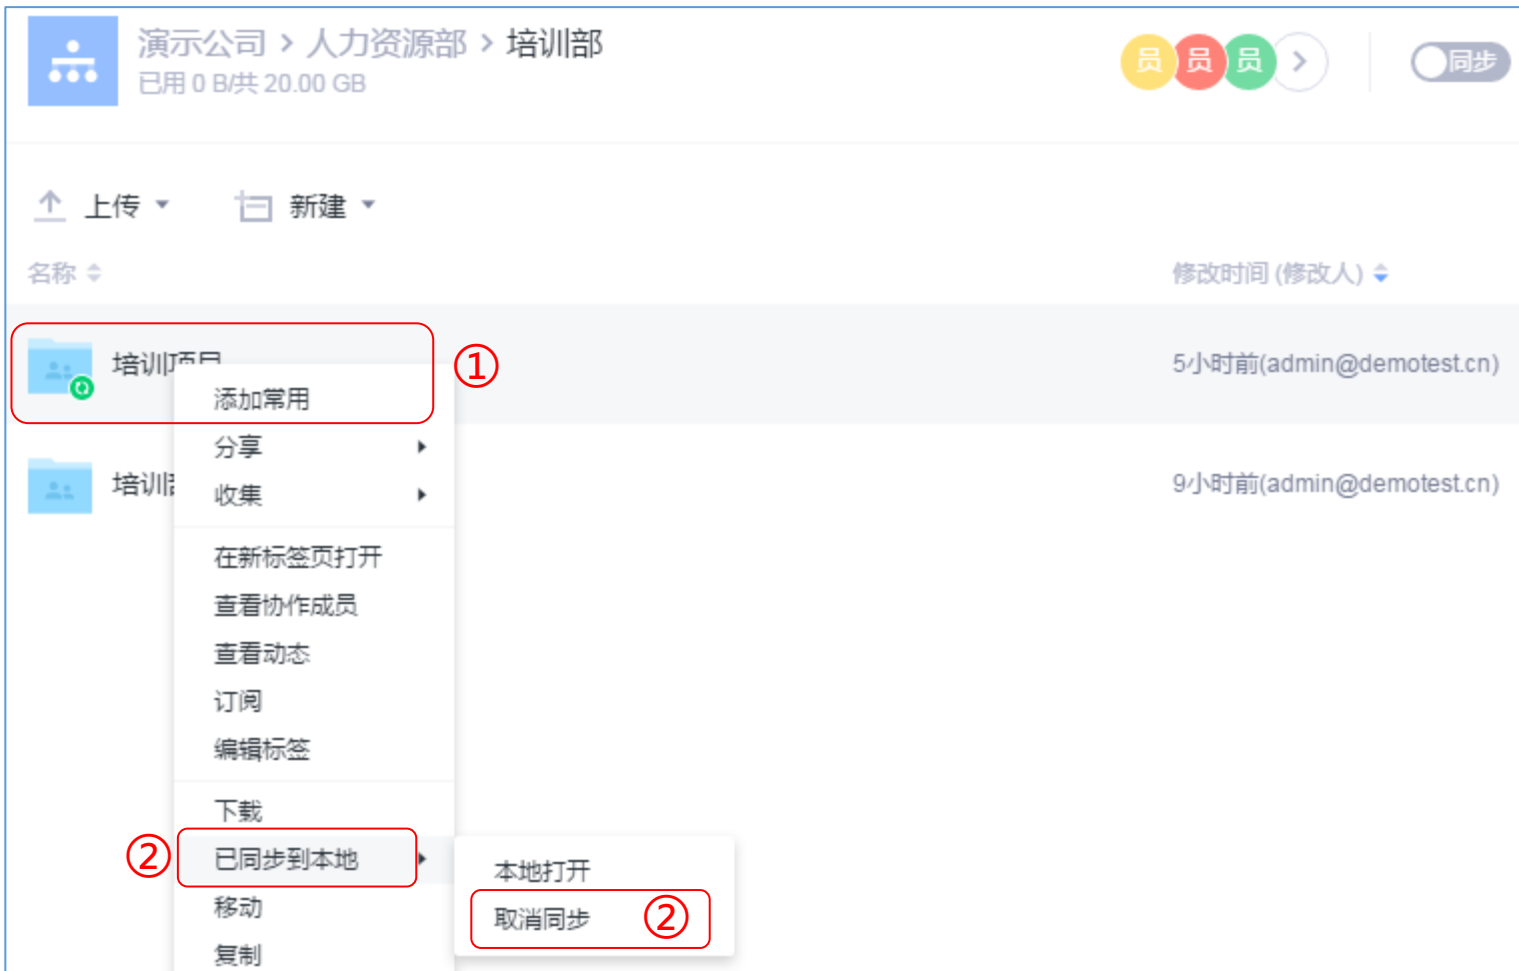 演示公司 > 人力资源部 > 培训部
已用 0 B/共 20.00 GB
员 员 员
同步
上传
新建
名称
修改时间 (修改人)
培训项目
①
5小时前(admin@demotest.cn)
添加常用
分享
收集
培训
9小时前(admin@demotest.cn)
在新标签页打开
查看协作成员
查看动态
订阅
编辑标签
下载
② 已同步到本地
本地打开
移动
取消同步 ②
复制